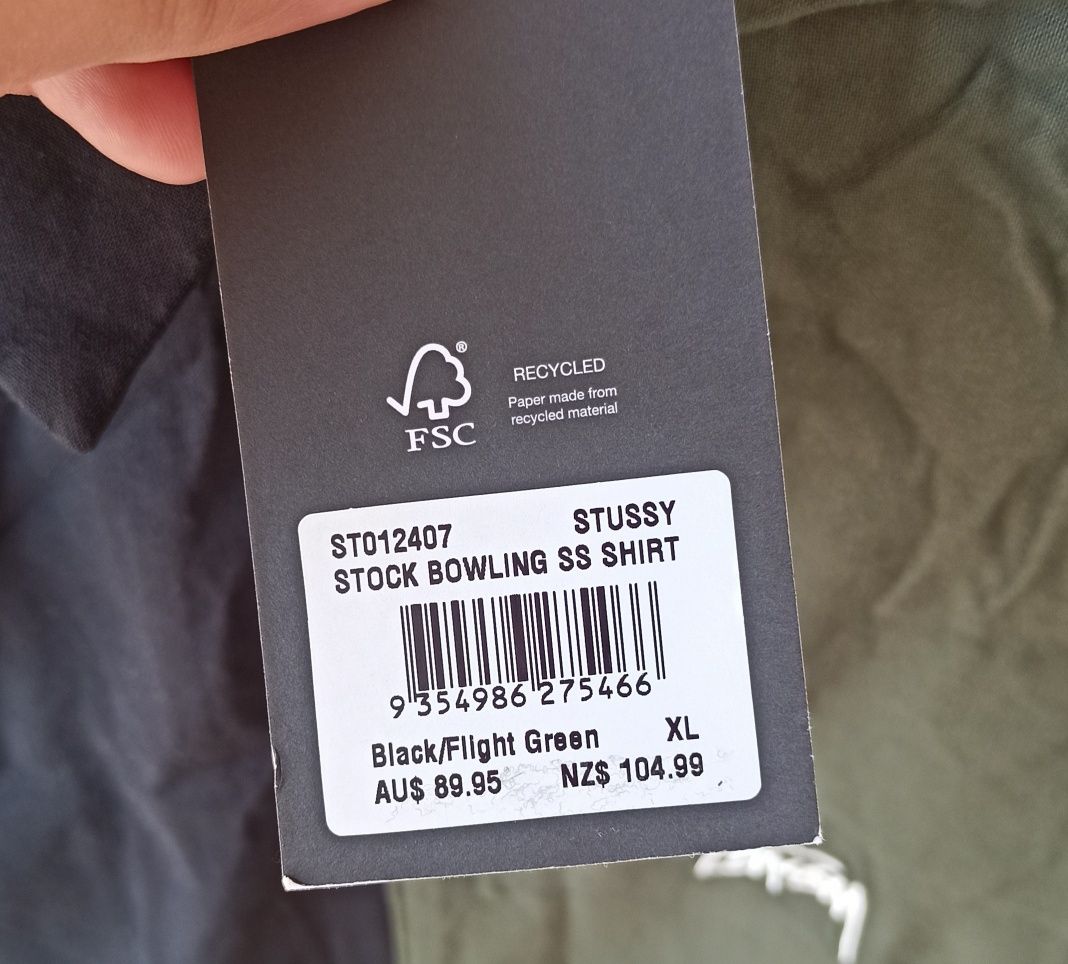 ®
FSC
RECYCLED
Paper made from
recycled material
ST012407 STUSSY
STOCK BOWLING SS SHIRT
9 354986 275466
Black/Flight Green XL
AU$ 89.95 NZ$ 104.99